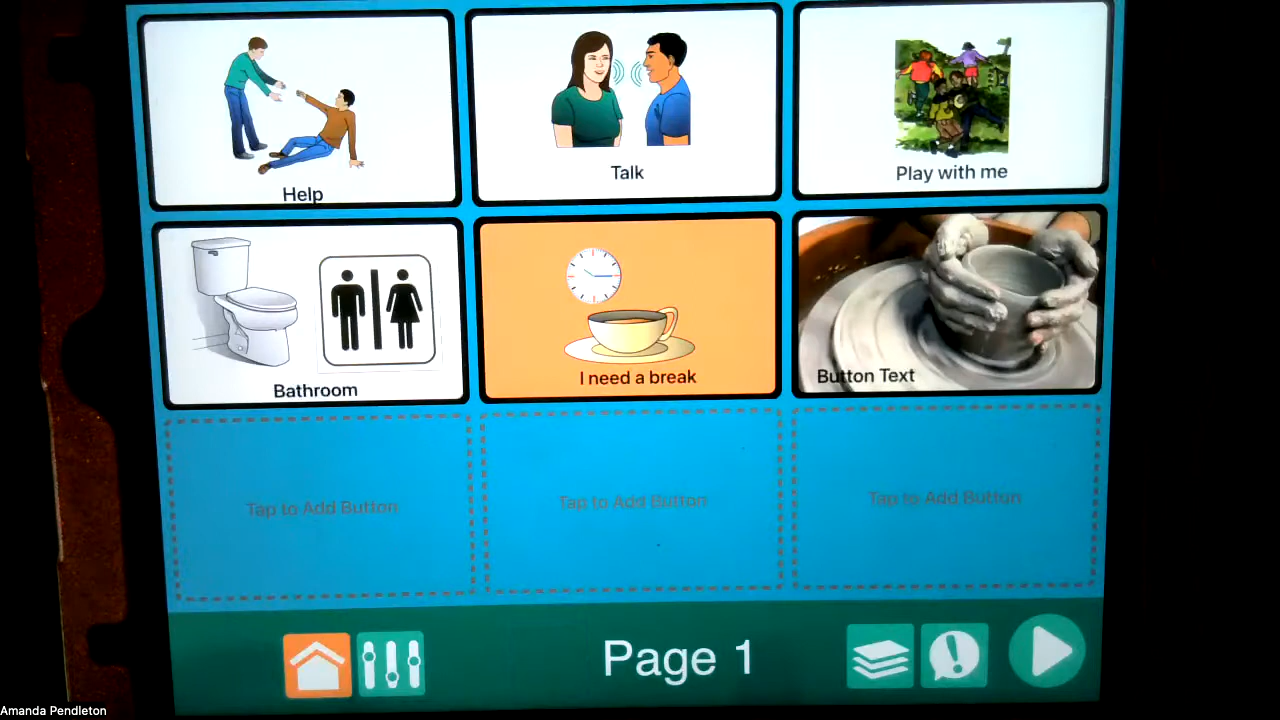 Help
Talk
Play with me
Bathroom
I need a break
Button Text
Tap to Add Button
Tap to Add Button
Tap to Add Button
Page 1
Amanda Pendleton